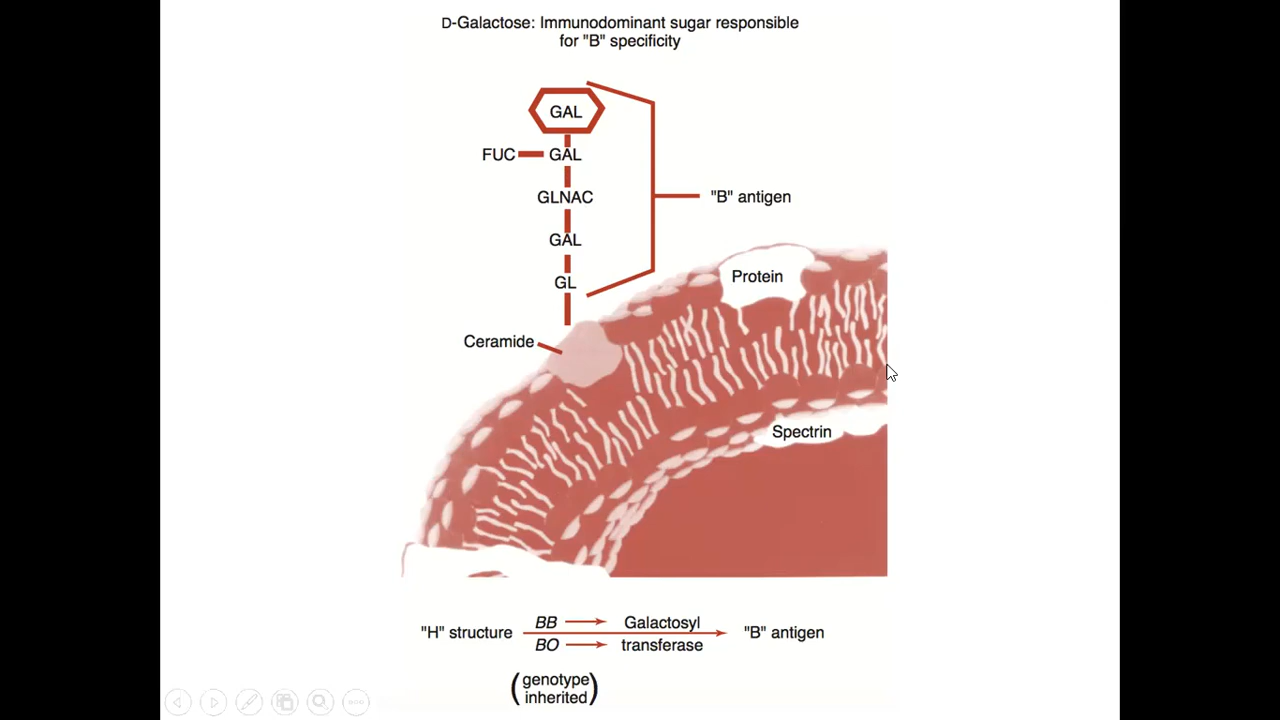 D-Galactose: Immunodominant sugar responsible
for "B" specificity
GAL
FUC GAL
GLNAC
"B" antigen
GAL
Protein
GL
Ceramide
Spectrin
"H" structure BB Galactosyl "B" antigen
BO transferase
(genotype
inherited)